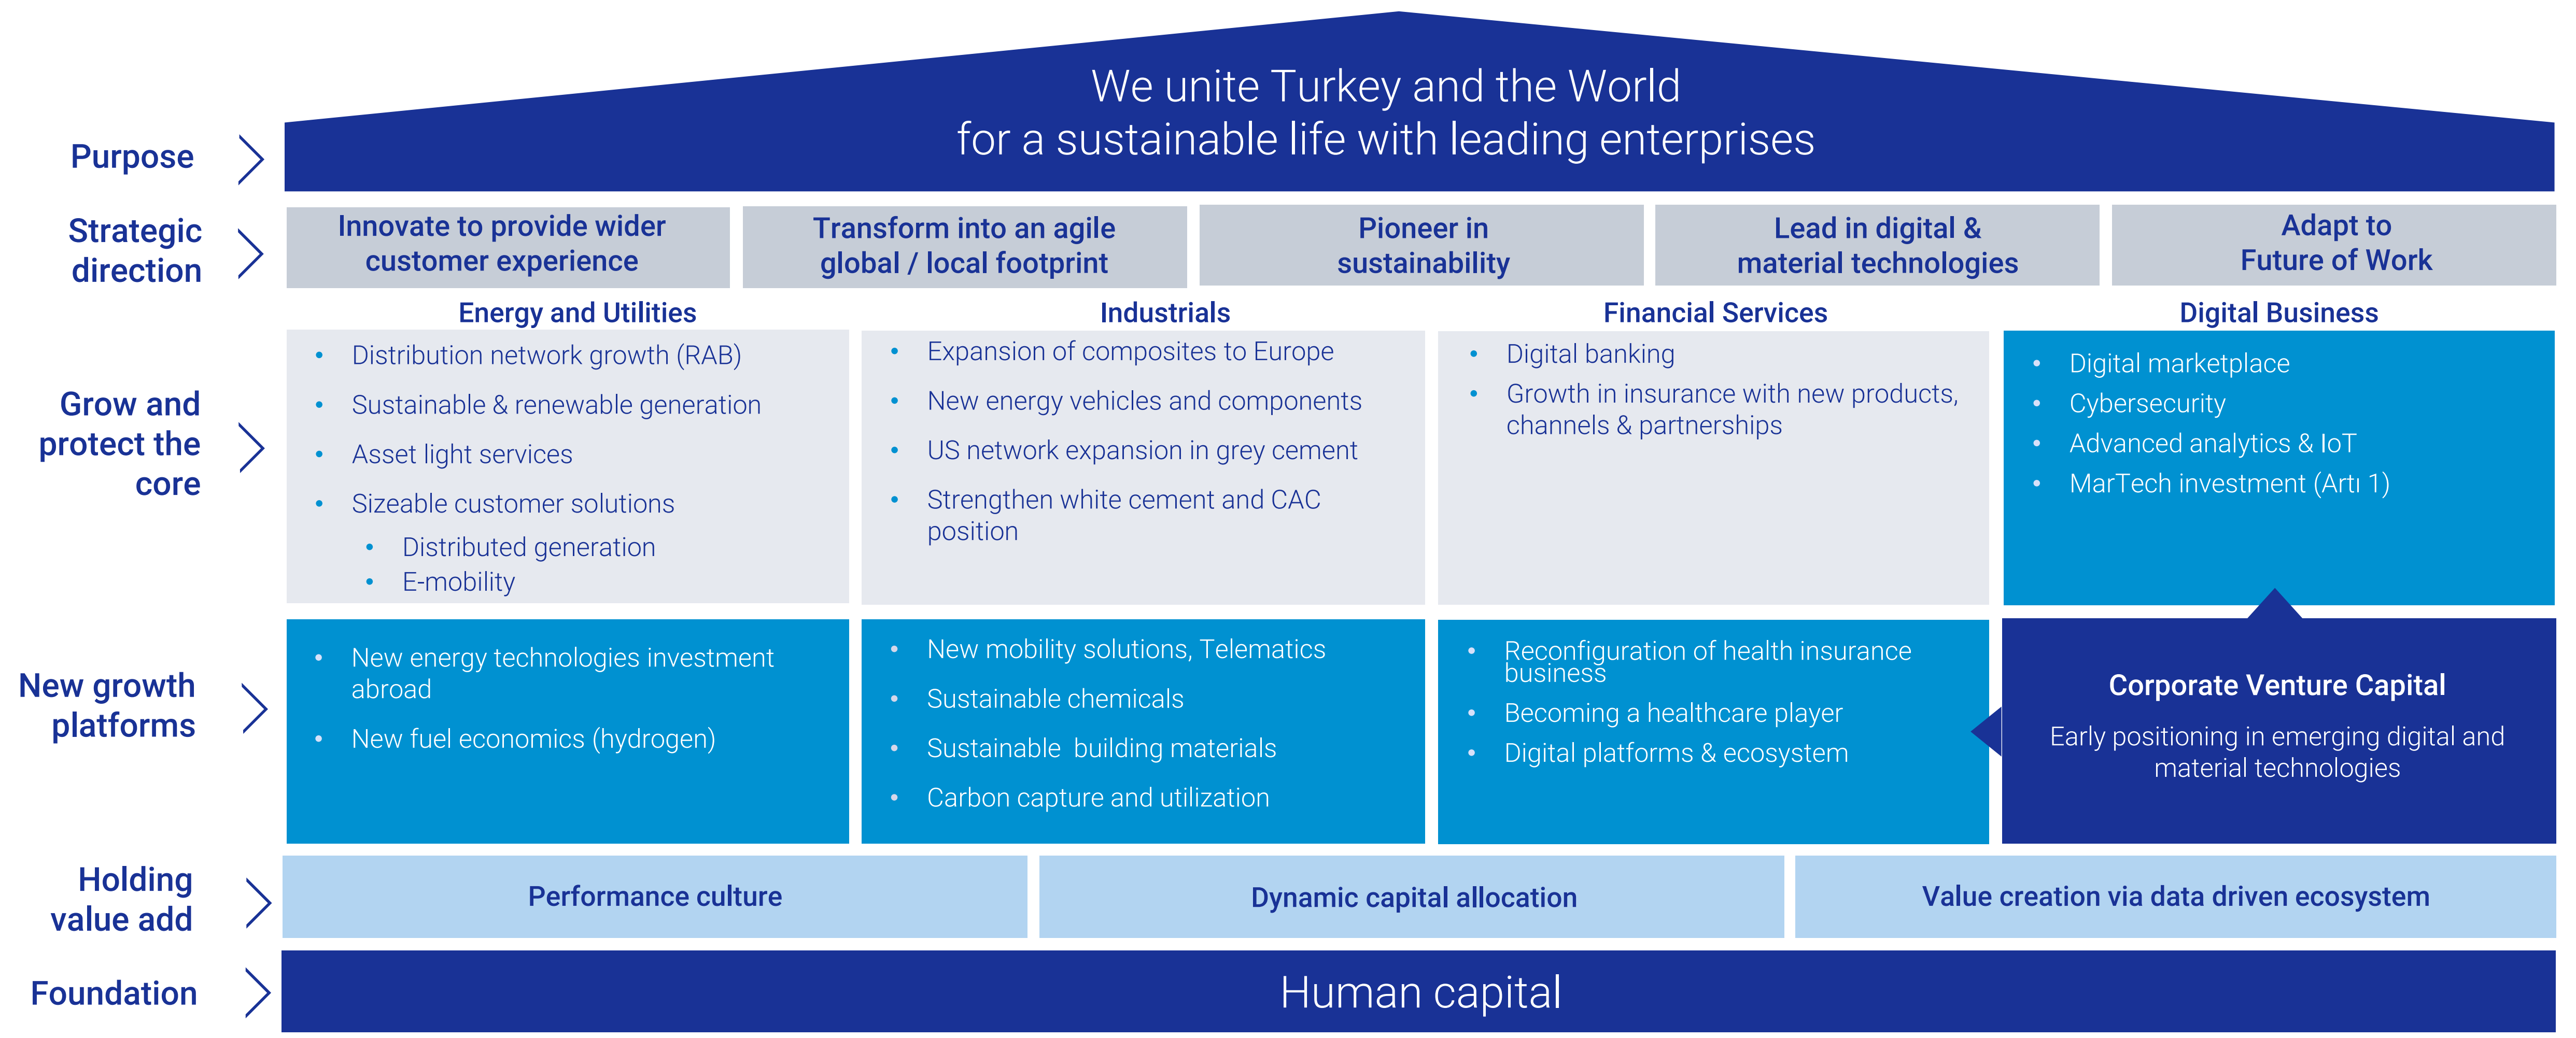 We unite Turkey and the World
for a sustainable life with leading enterprises
Purpose
Strategic
direction
Innovate to provide wider
customer experience
Transform into an agile
global / local footprint
Pioneer in
sustainability
Lead in digital &
material technologies
Adapt to
Future of Work
Grow and
protect the
core
Energy and Utilities
• Distribution network growth (RAB)
• Sustainable & renewable generation
• Asset light services
• Sizeable customer solutions
• Distributed generation
• E-mobility
Industrials
• Expansion of composites to Europe
• New energy vehicles and components
• US network expansion in grey cement
• Strengthen white cement and CAC
position
Financial Services
• Digital banking
• Growth in insurance with new products,
channels & partnerships
Digital Business
• Digital marketplace
• Cybersecurity
• Advanced analytics & IoT
• MarTech investment (Artı 1)
New growth
platforms
• New energy technologies investment
abroad
• New fuel economics (hydrogen)
• New mobility solutions, Telematics
• Sustainable chemicals
• Sustainable building materials
• Carbon capture and utilization
• Reconfiguration of health insurance
business
• Becoming a healthcare player
• Digital platforms & ecosystem
Corporate Venture Capital
Early positioning in emerging digital and
material technologies
Holding
value add
Performance culture
Dynamic capital allocation
Value creation via data driven ecosystem
Foundation
Human capital